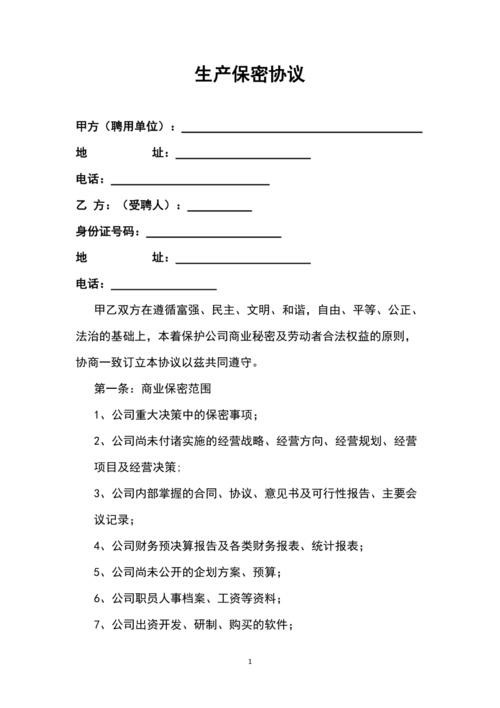 生产保密协议
甲方（聘用单位）：
地　　　　址：
电话：
乙 方：（受聘人）：
身份证号码：
地　　　　址：
电话：
甲乙双方在遵循富强、民主、文明、和谐，自由、平等、公正、
法治的基础上，本着保护公司商业秘密及劳动者合法权益的原则，
协商一致订立本协议以兹共同遵守。
第一条：商业保密范围
1、公司重大决策中的保密事项；
2、公司尚未付诸实施的经营战略、经营方向、经营规划、经营
项目及经营决策;
3、公司内部掌握的合同、协议、意见书及可行性报告、主要会
议记录；
4、公司财务预决算报告及各类财务报表、统计报表；
5、公司尚未公开的企划方案、预算；
6、公司职员人事档案、工资等资料；
7、公司出资开发、研制、购买的软件；
1